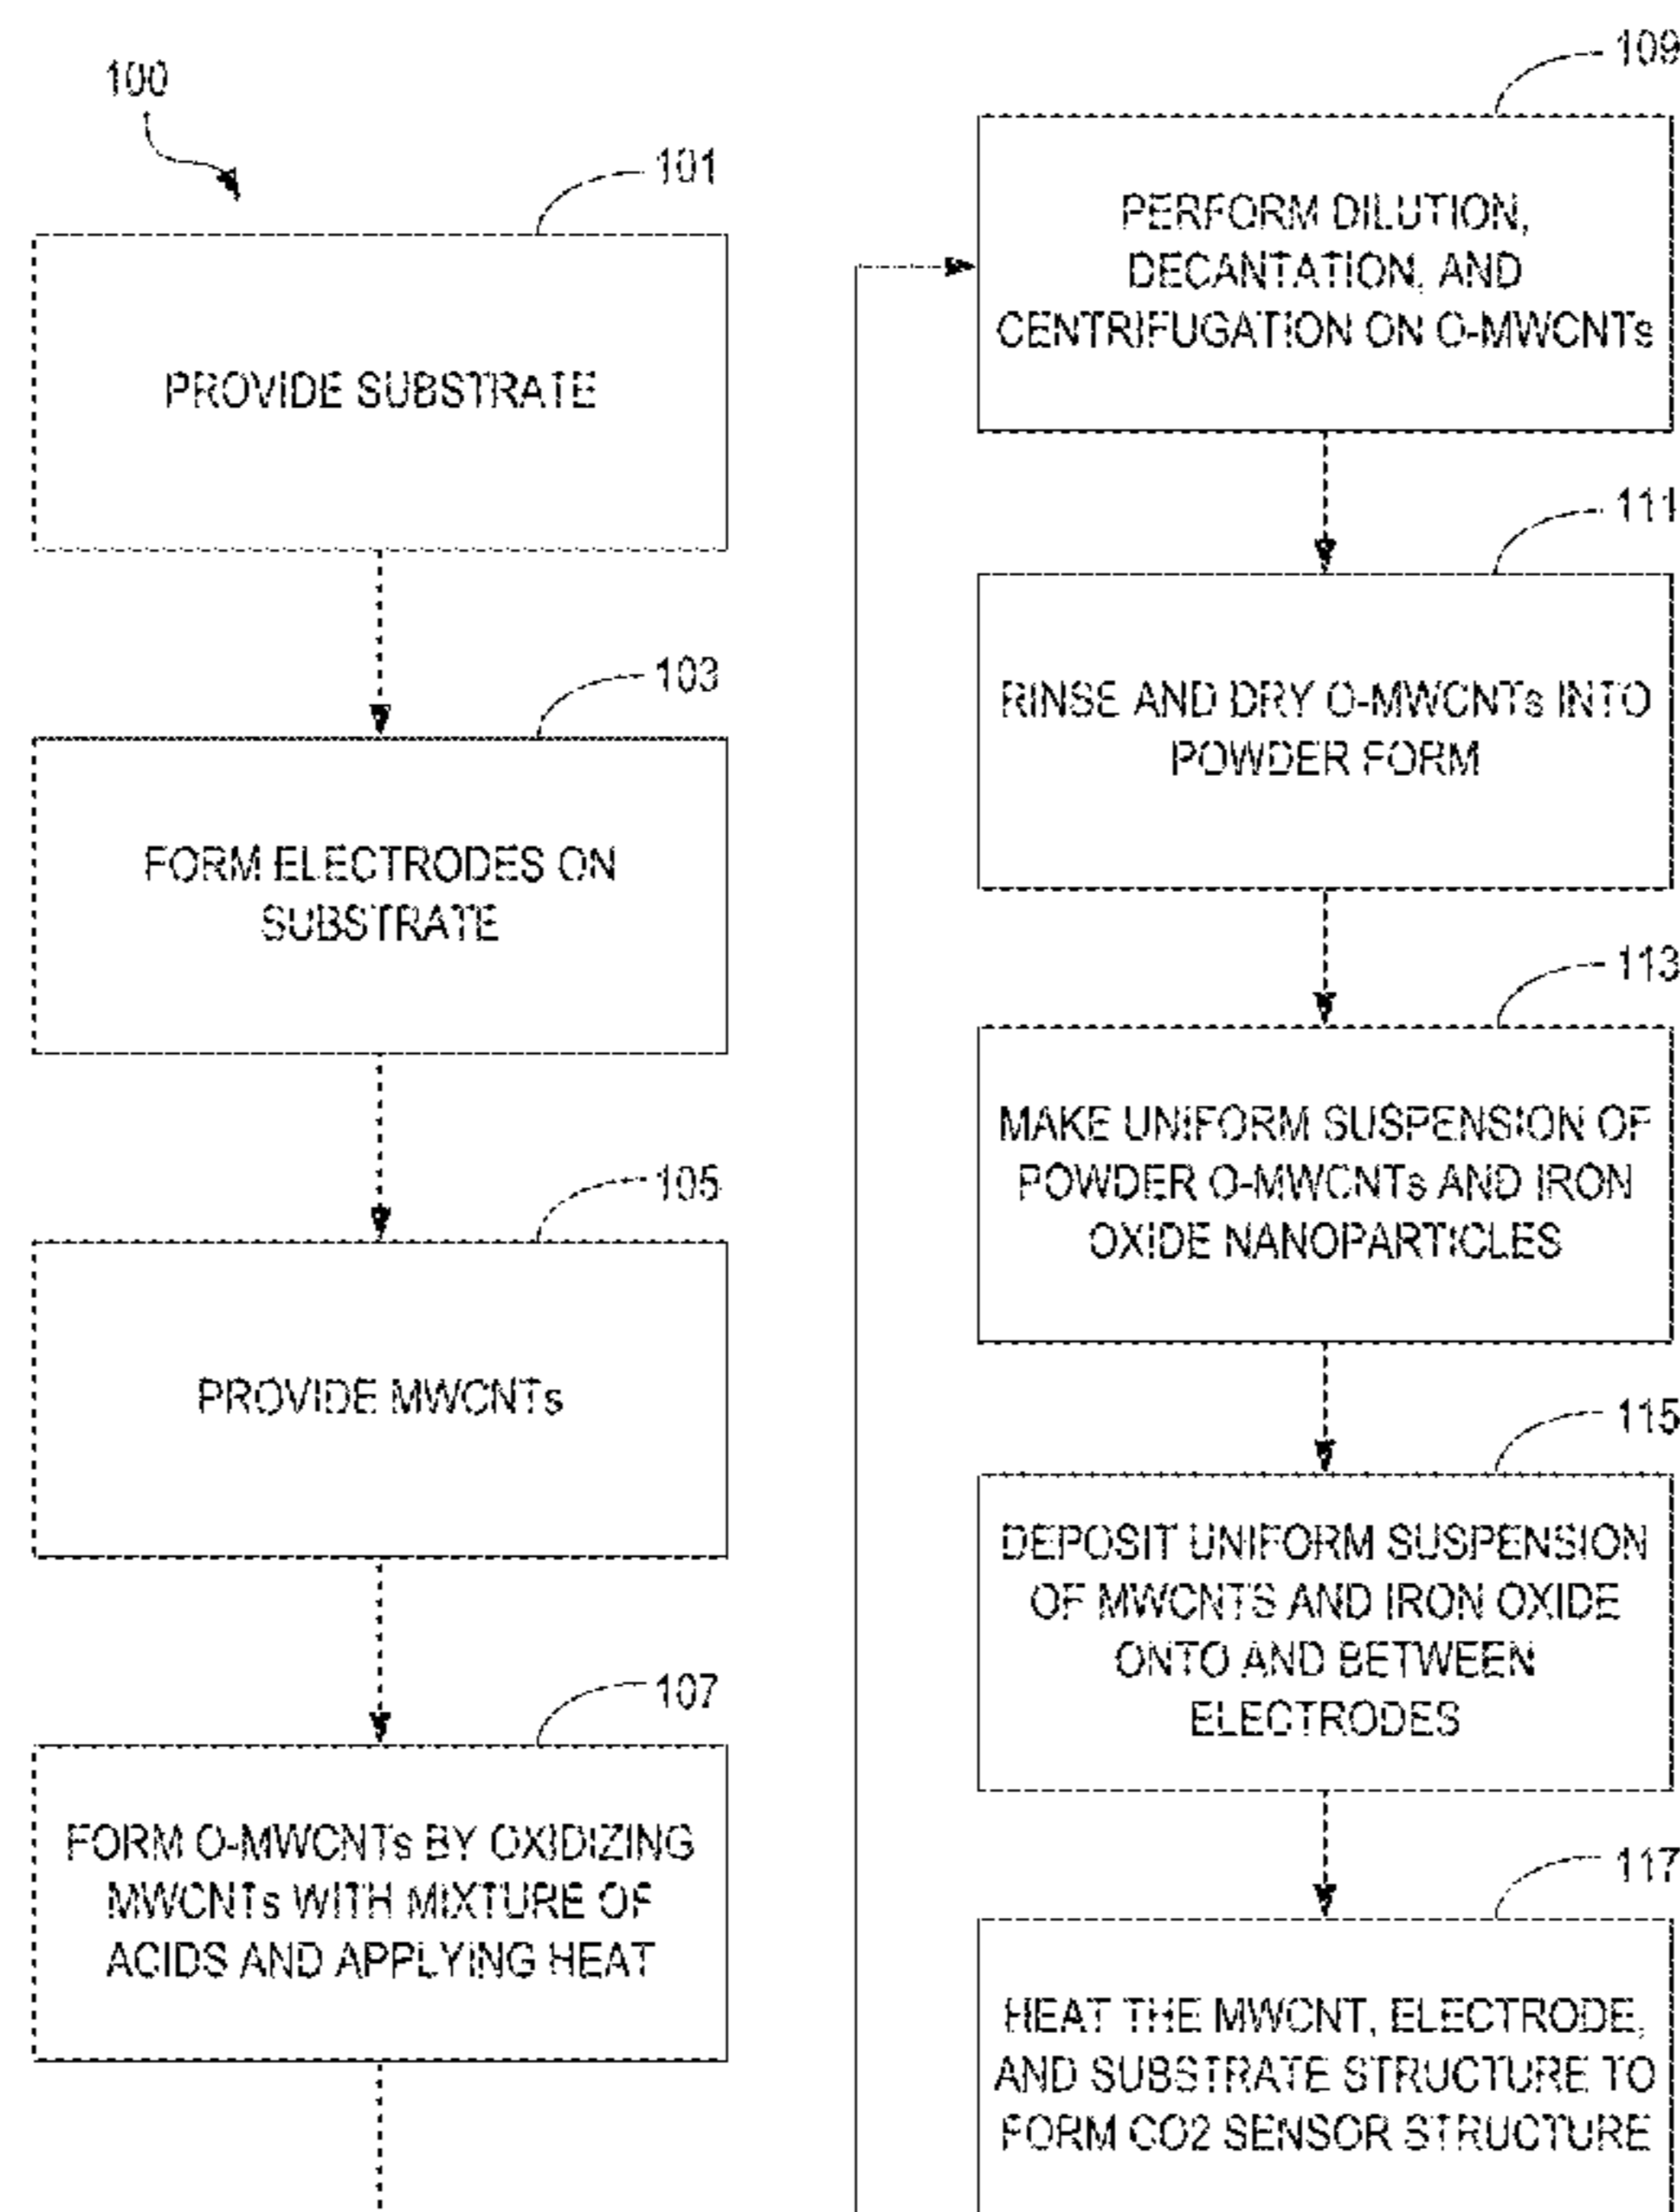 100
101
PROVIDE SUBSTRATE
103
FORM ELECTRODES ON
SUBSTRATE
105
PROVIDE MWCNTs
107
FORM O-MWCNTs BY OXIDIZING
MWCNTs WITH MIXTURE OF
ACIDS AND APPLYING HEAT
109
PERFORM DILUTION,
DECANTATION, AND
CENTRIFUGATION ON O-MWCNTs
111
RINSE AND DRY O-MWCNTs INTO
POWDER FORM
113
MAKE UNIFORM SUSPENSION OF
POWDER O-MWCNTs AND IRON
OXIDE NANOPARTICLES
115
DEPOSIT UNIFORM SUSPENSION
OF MWCNTS AND IRON OXIDE
ONTO AND BETWEEN
ELECTRODES
117
HEAT THE MWCNT, ELECTRODE,
AND SUBSTRATE STRUCTURE TO
FORM CO2 SENSOR STRUCTURE